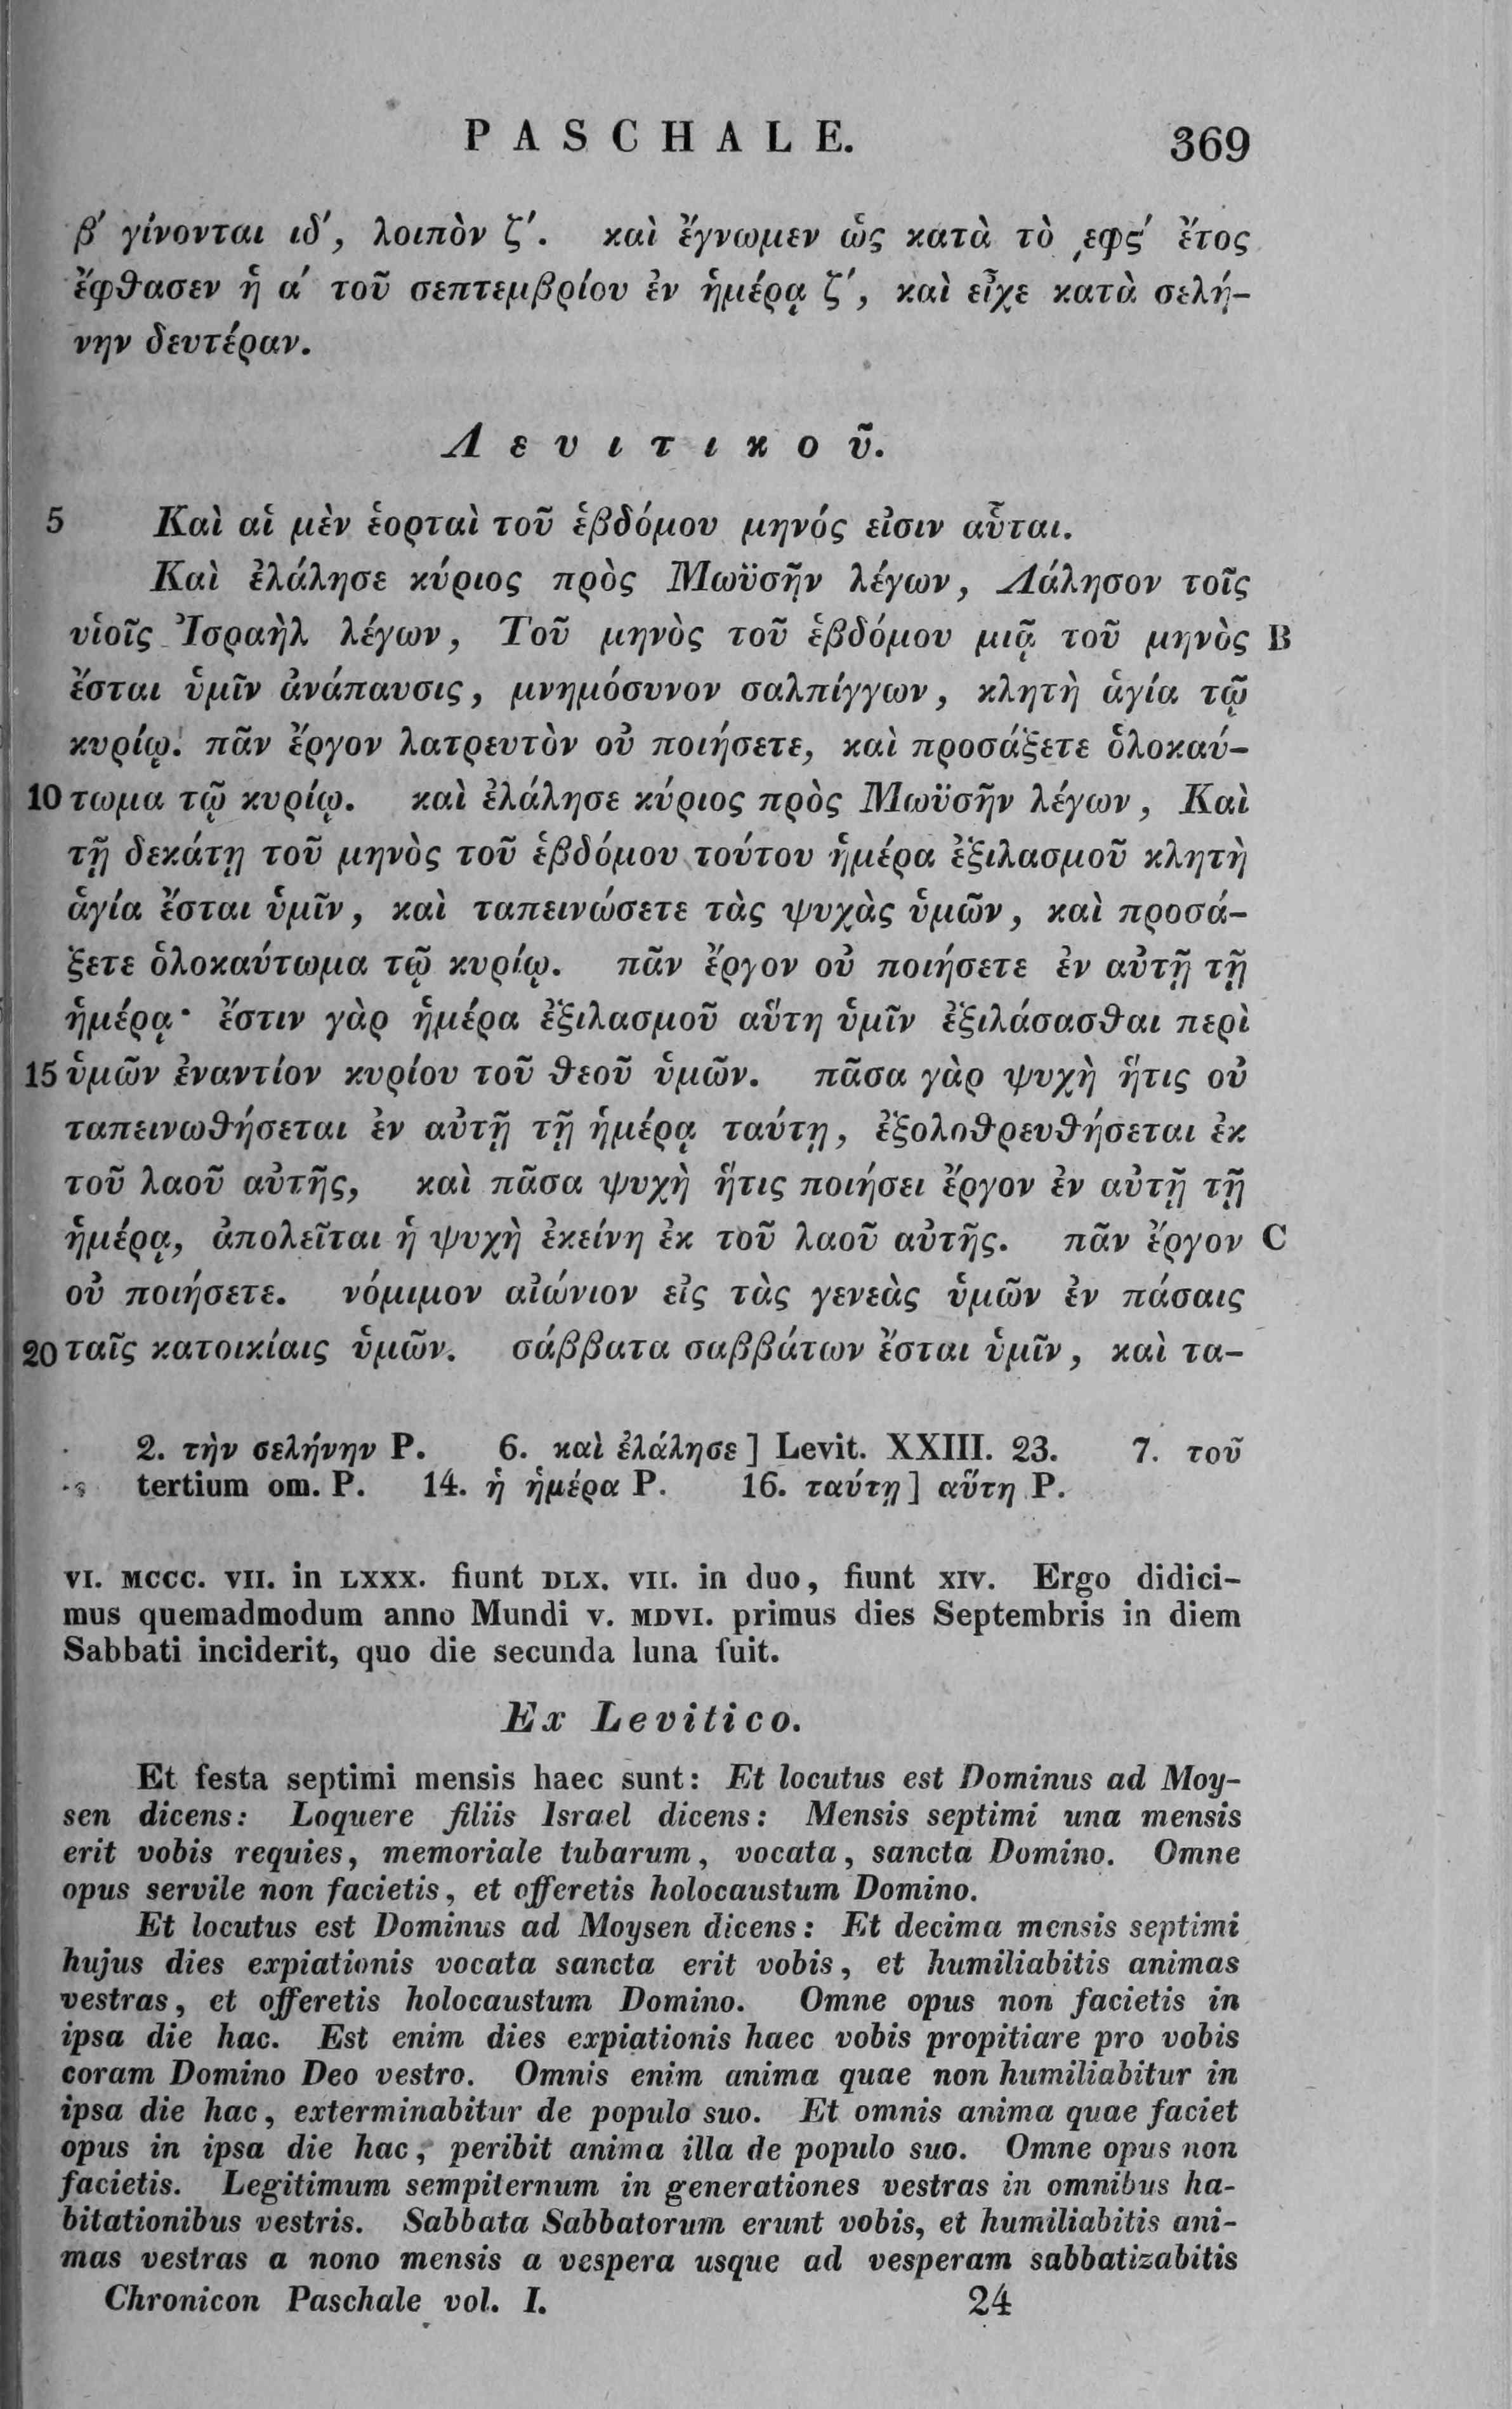 PASCHALE. 369
β′ γίνονται ιδ′, λοιπὸν ζ′. καὶ ἔγνωμεν ὡς κατὰ τὸ ͵εφς′ ἔτος
ἔφθασεν ἡ α′ τοῦ σεπτεμβρίου ἐν ἡμέρᾳ ζ′, καὶ εἶχε κατὰ σελή-
νην δευτέραν.
Λευιτικοῦ.
5 Καὶ αἱ μὲν ἑορταὶ τοῦ ἑβδόμου μηνός εἰσιν αὗται.
Καὶ ἐλάλησε κύριος πρὸς Μωϋσῆν λέγων, Λάλησον τοῖς
υἱοῖς Ἰσραὴλ λέγων, Τοῦ μηνὸς τοῦ ἑβδόμου μιᾷ τοῦ μηνὸς B
ἔσται ὑμῖν ἀνάπαυσις, μνημόσυνον σαλπίγγων, κλητὴ ἁγία τῷ
κυρίῳ. πᾶν ἔργον λατρευτὸν οὐ ποιήσετε, καὶ προσάξετε ὁλοκαύ-
10 τωμα τῷ κυρίῳ. καὶ ἐλάλησε κύριος πρὸς Μωϋσῆν λέγων, Καὶ
τῇ δεκάτῃ τοῦ μηνὸς τοῦ ἑβδόμου τούτου ἡμέρα ἐξιλασμοῦ κλητὴ
ἁγία ἔσται ὑμῖν, καὶ ταπεινώσετε τὰς ψυχὰς ὑμῶν, καὶ προσά-
ξετε ὁλοκαύτωμα τῷ κυρίῳ. πᾶν ἔργον οὐ ποιήσετε ἐν αὐτῇ τῇ
ἡμέρᾳ· ἔστιν γὰρ ἡμέρα ἐξιλασμοῦ αὕτη ὑμῖν ἐξιλάσασθαι περὶ
15 ὑμῶν ἐναντίον κυρίου τοῦ θεοῦ ὑμῶν. πᾶσα γὰρ ψυχὴ ἥτις οὐ
ταπεινωθήσεται ἐν αὐτῇ τῇ ἡμέρᾳ ταύτῃ, ἐξολοθρευθήσεται ἐκ
τοῦ λαοῦ αὐτῆς, καὶ πᾶσα ψυχὴ ἥτις ποιήσει ἔργον ἐν αὐτῇ τῇ
ἡμέρᾳ, ἀπολεῖται ἡ ψυχὴ ἐκείνη ἐκ τοῦ λαοῦ αὐτῆς. πᾶν ἔργον C
οὐ ποιήσετε. νόμιμον αἰώνιον εἰς τὰς γενεὰς ὑμῶν ἐν πάσαις
20 ταῖς κατοικίαις ὑμῶν. σάββατα σαββάτων ἔσται ὑμῖν, καὶ τα-
2. τὴν σελήνην P. 6. καὶ ἐλάλησε] Levit. XXIII. 23. 7. τοῦ
tertium om. P. 14. ἡ ἡμέρα P. 16. ταύτῃ] αὕτη P.
VI. MCCC. VII. in LXXX. fiunt DLX. VII. in duo, fiunt XIV. Ergo didici-
mus quemadmodum anno Mundi V. MDVI. primus dies Septembris in diem
Sabbati inciderit, quo die secunda luna fuit.
Ex Levitico.
Et festa septimi mensis haec sunt: Et locutus est Dominus ad Moy-
sen dicens: Loquere filiis Israel dicens: Mensis septimi una mensis
erit vobis requies, memoriale tubarum, vocata, sancta Domino. Omne
opus servile non facietis, et offeretis holocaustum Domino.
Et locutus est Dominus ad Moysen dicens: Et decima mensis septimi
hujus dies expiationis vocata sancta erit vobis, et humiliabitis animas
vestras, et offeretis holocaustum Domino. Omne opus non facietis in
ipsa die hac. Est enim dies expiationis haec vobis propitiare pro vobis
coram Domino Deo vestro. Omnis enim anima quae non humiliabitur in
ipsa die hac, exterminabitur de populo suo. Et omnis anima quae faciet
opus in ipsa die hac, peribit anima illa de populo suo. Omne opus non
facietis. Legitimum sempiternum in generationes vestras in omnibus ha-
bitationibus vestris. Sabbata Sabbatorum erunt vobis, et humiliabitis ani-
mas vestras a nono mensis a vespera usque ad vesperam sabbatizabitis
Chronicon Paschale vol. I. 24